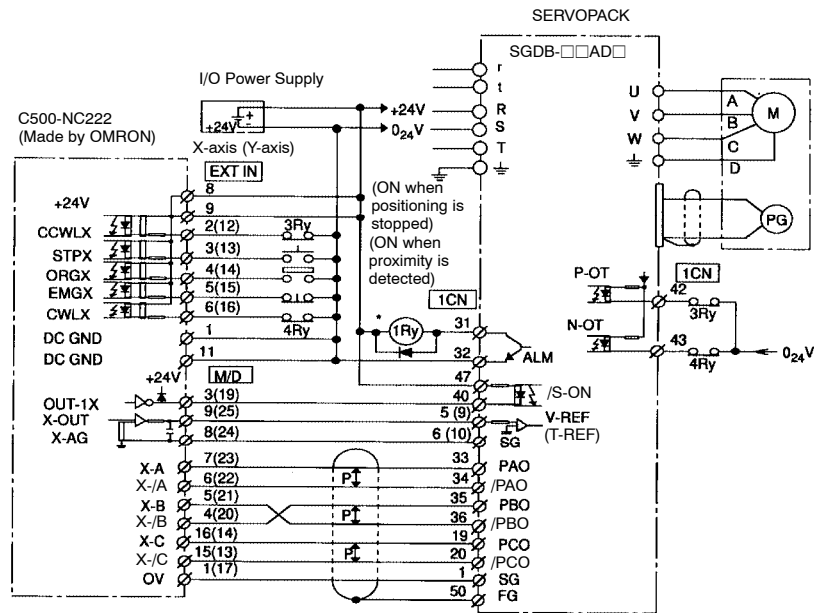 SERVOPACK
SGDB-□□AD□
I/O Power Supply
C500-NC222
(Made by OMRON)
+24V
+
-
+24V
0₂₄V
r
t
R
S
T
X-axis (Y-axis)
EXT IN
U
V
W
A
B
C
D
M
PG
+24V
8
9
CCWLX
2(12)
3Ry
STPX
3(13)
ORGX
4(14)
EMGX
5(15)
CWLX
6(16)
4Ry
DC GND
1
DC GND
11
(ON when
positioning is
stopped)
(ON when
proximity is
detected)
1CN
*
1Ry
31
32
ALM
P-OT
1CN
42
3Ry
N-OT
43
4Ry
0₂₄V
+24V
M/D
47
OUT-1X
3(19)
40
/S-ON
X-OUT
9(25)
5 (9)
V-REF
(T-REF)
X-AG
8(24)
6 (10)
SG
X-A
7(23)
P
33
PAO
X-/A
6(22)
34
/PAO
X-B
5(21)
P
35
PBO
X-/B
4(20)
36
/PBO
X-C
16(14)
P
19
PCO
X-/C
15(13)
20
/PCO
OV
1(17)
1
SG
50
FG